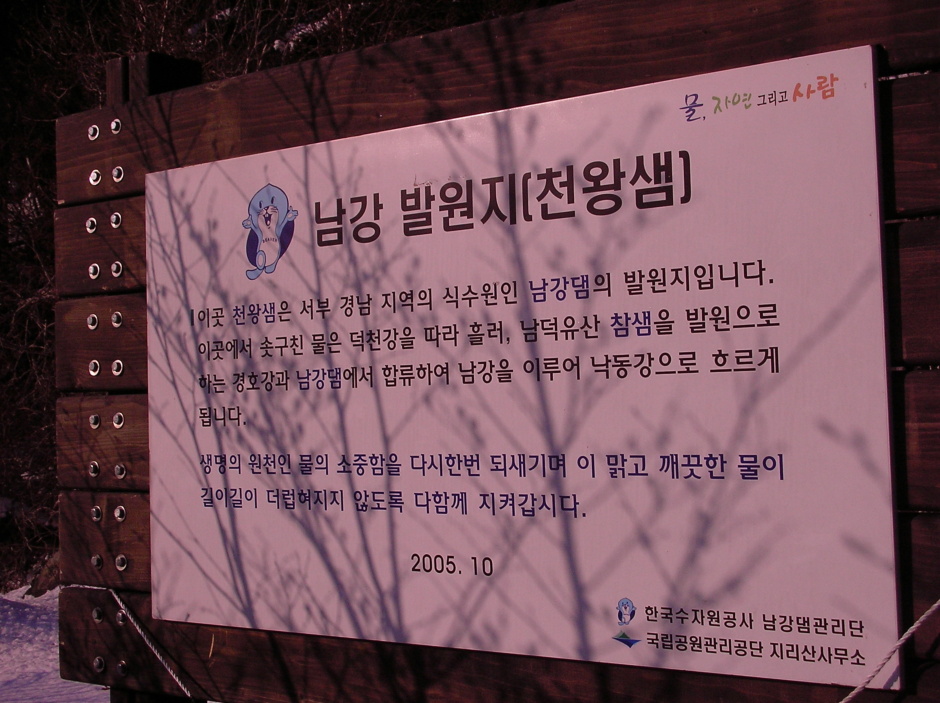 물, 자연 그리고 사람
남강 발원지(천왕샘)
이곳 천왕샘은 서부 경남 지역의 식수원인 남강댐의 발원지입니다.
이곳에서 솟구친 물은 덕천강을 따라 흘러, 남덕유산 참샘을 발원으로
하는 경호강과 남강댐에서 합류하여 남강을 이루어 낙동강으로 흐르게
됩니다.
생명의 원천인 물의 소중함을 다시한번 되새기며 이 맑고 깨끗한 물이
길이길이 더럽혀지지 않도록 다함께 지켜갑시다.
2005. 10
한국수자원공사 남강댐관리단
국립공원관리공단 지리산사무소